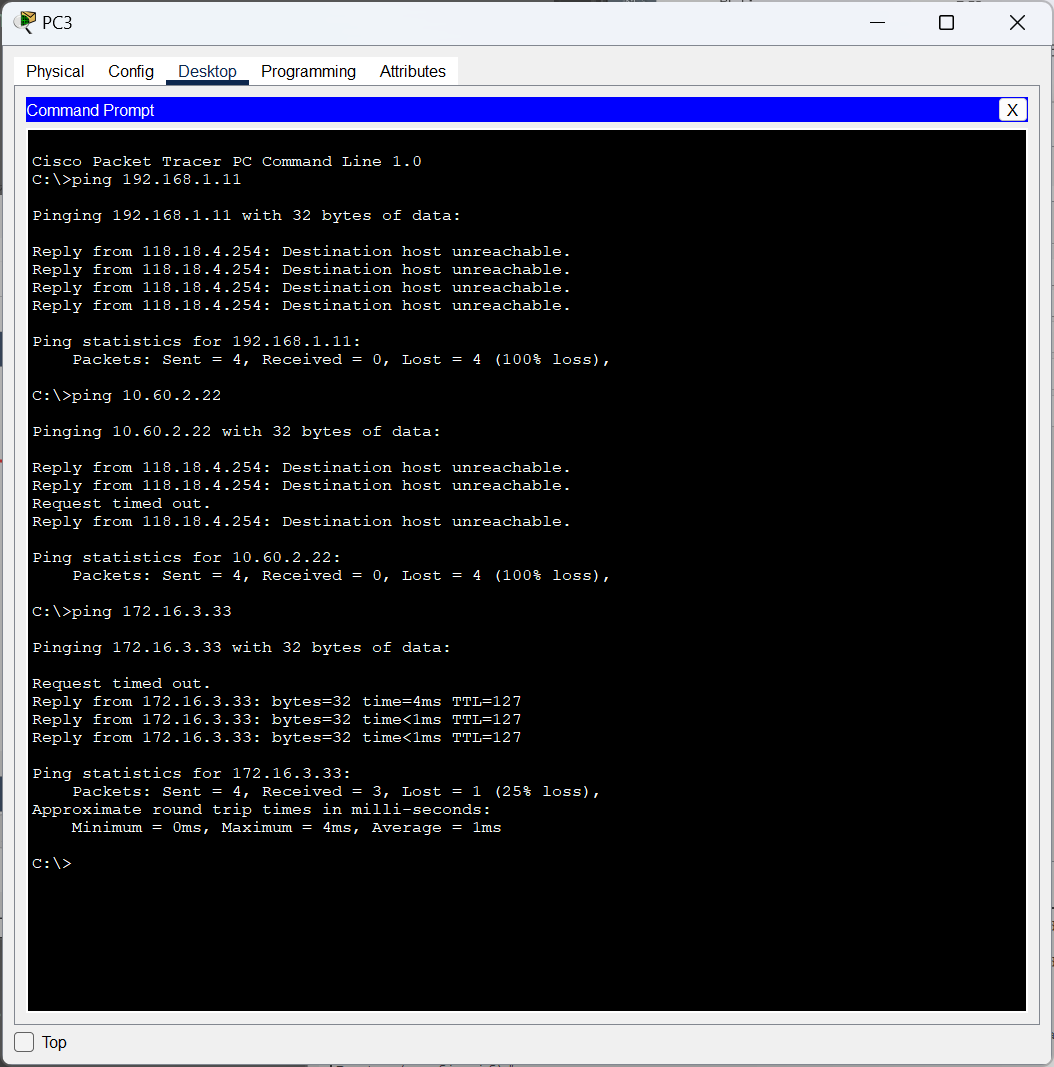 PC3
Physical Config Desktop Programming Attributes
Command Prompt
X
Cisco Packet Tracer PC Command Line 1.0
C:\>ping 192.168.1.11
Pinging 192.168.1.11 with 32 bytes of data:
Reply from 118.18.4.254: Destination host unreachable.
Reply from 118.18.4.254: Destination host unreachable.
Reply from 118.18.4.254: Destination host unreachable.
Reply from 118.18.4.254: Destination host unreachable.
Ping statistics for 192.168.1.11:
    Packets: Sent = 4, Received = 0, Lost = 4 (100% loss),
C:\>ping 10.60.2.22
Pinging 10.60.2.22 with 32 bytes of data:
Reply from 118.18.4.254: Destination host unreachable.
Reply from 118.18.4.254: Destination host unreachable.
Request timed out.
Reply from 118.18.4.254: Destination host unreachable.
Ping statistics for 10.60.2.22:
    Packets: Sent = 4, Received = 0, Lost = 4 (100% loss),
C:\>ping 172.16.3.33
Pinging 172.16.3.33 with 32 bytes of data:
Request timed out.
Reply from 172.16.3.33: bytes=32 time=4ms TTL=127
Reply from 172.16.3.33: bytes=32 time<1ms TTL=127
Reply from 172.16.3.33: bytes=32 time<1ms TTL=127
Ping statistics for 172.16.3.33:
    Packets: Sent = 4, Received = 3, Lost = 1 (25% loss),
Approximate round trip times in milli-seconds:
    Minimum = 0ms, Maximum = 4ms, Average = 1ms
C:\>
Top